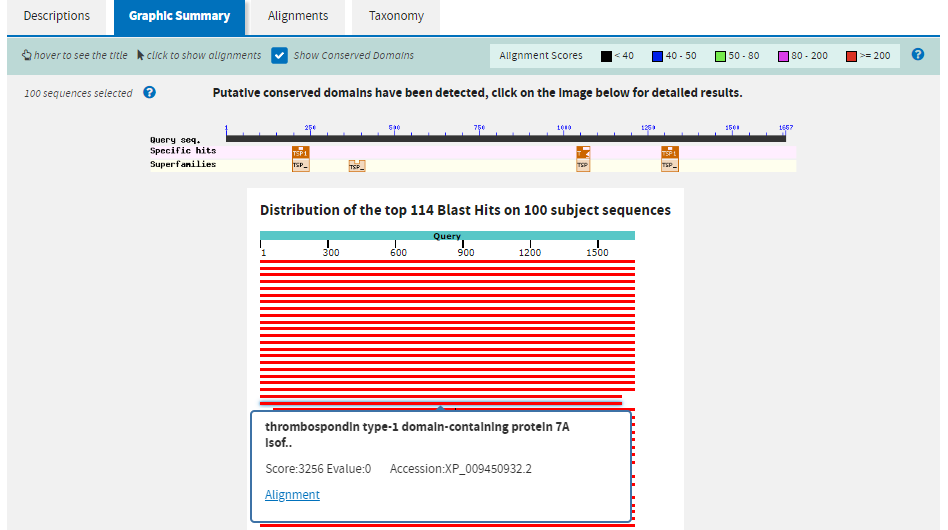 Descriptions Graphic Summary Alignments Taxonomy
hover to see the title click to show alignments Show Conserved Domains Alignment Scores < 40 40 - 50 50 - 80 80 - 200 >= 200 ?
100 sequences selected ? Putative conserved domains have been detected, click on the image below for detailed results.
1 250 500 750 1000 1250 1500 1657
Query seq.
Specific hits TSP1 T TSP1
Superfamilies TSP_ TSP_ TSP TSP_
Distribution of the top 114 Blast Hits on 100 subject sequences
Query
1 300 600 900 1200 1500
thrombospondin type-1 domain-containing protein 7A
isof..
Score:3256 Evalue:0 Accession:XP_009450932.2
Alignment